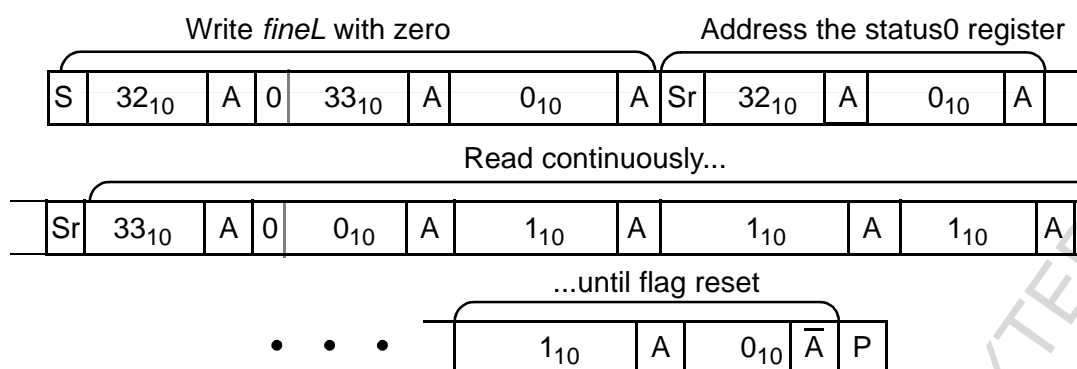 Write fineL with zero Address the status0 register
S 32₁₀ A 0 33₁₀ A 0₁₀ A Sr 32₁₀ A 0₁₀ A
Read continuously...
Sr 33₁₀ A 0 0₁₀ A 1₁₀ A 1₁₀ A 1₁₀ A
...until flag reset
• • • 1₁₀ A 0₁₀ A̅ P